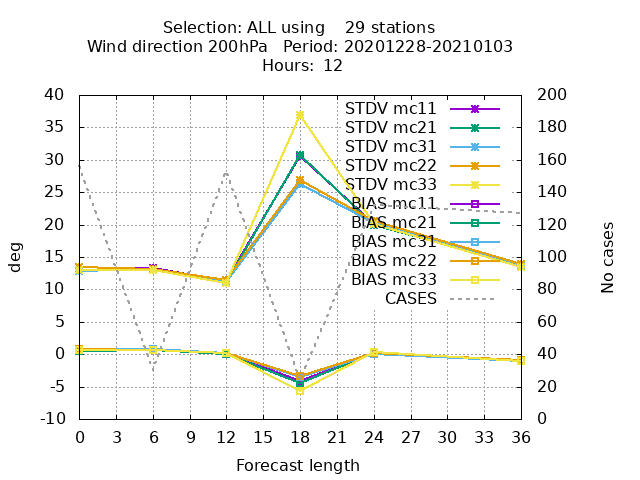 Selection: ALL using    29 stations
Wind direction 200hPa   Period: 20201228-20210103
Hours:  12
40
35
30
25
20
15
10
5
0
-5
-10
deg
200
180
160
140
120
100
80
60
40
20
0
No cases
STDV mc11
STDV mc21
STDV mc31
STDV mc22
STDV mc33
BIAS mc11
BIAS mc21
BIAS mc31
BIAS mc22
BIAS mc33
CASES
0 3 6 9 12 15 18 21 24 27 30 33 36
Forecast length